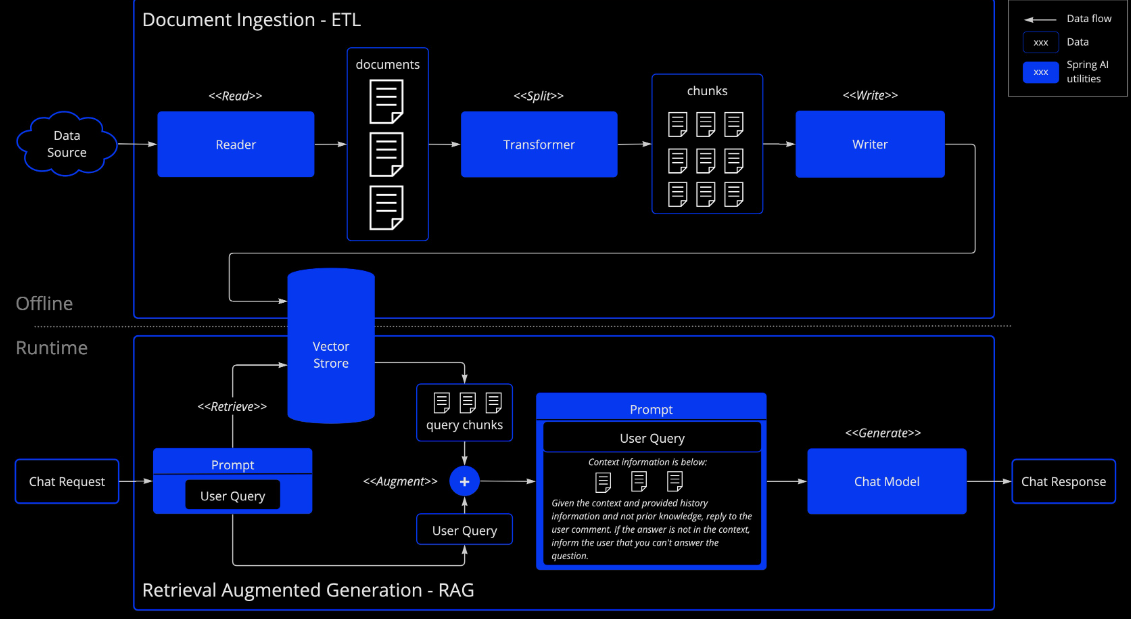 Document Ingestion - ETL
Data flow
xxx
Data
xxx
Spring AI
utilities
documents
<<Read>>
<<Split>>
chunks
<<Write>>
Data
Source
Reader
Transformer
Writer
Offline
Runtime
Vector
Strore
<<Retrieve>>
query chunks
Prompt
User Query
<<Generate>>
Context information is below:
Prompt
Chat Request
User Query
<<Augment>>
+
Given the context and provided history
information and not prior knowledge, reply to the
user comment. if the answer is not in the context,
inform the user that you can't answer the
question.
Chat Model
Chat Response
User Query
Retrieval Augmented Generation - RAG